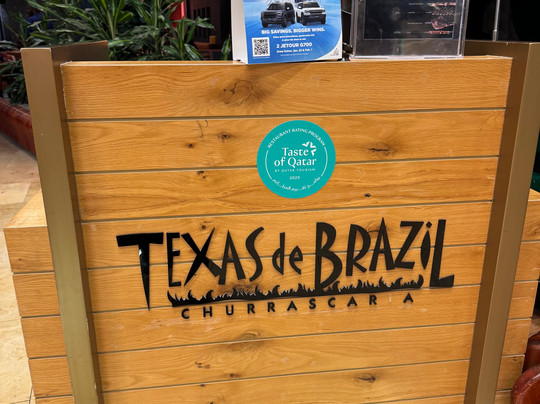 BIG SAVINGS. BIGGER WINS.
2 JETOUR G700
RESTAURANT RATING PROGRAM
Taste
of Qatar
BY QATAR TOURISM
2025
TEXAS de BRAZIL
CHURRASCARIA